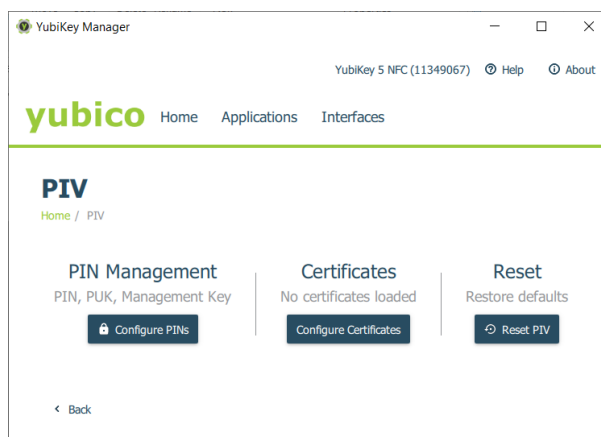 YubiKey Manager
YubiKey 5 NFC (11349067) Help About
yubico Home Applications Interfaces
PIV
Home / PIV
PIN Management
PIN, PUK, Management Key
Configure PINs
Certificates
No certificates loaded
Configure Certificates
Reset
Restore defaults
Reset PIV
Back